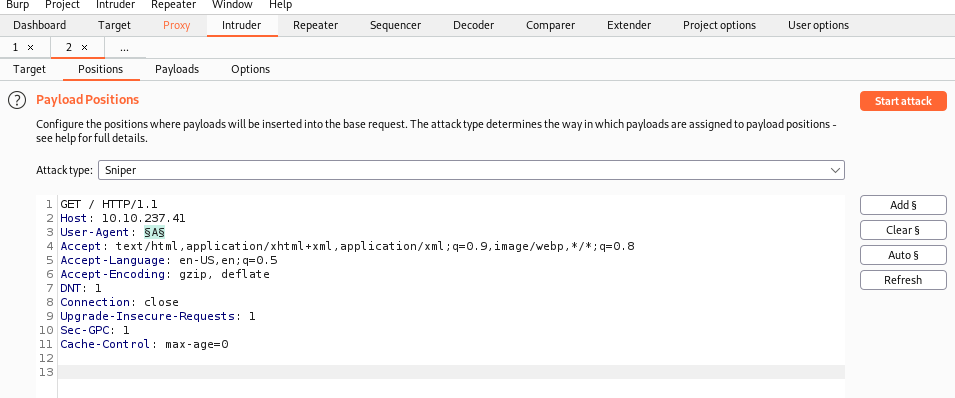 Burp Project Intruder Repeater Window Help
Dashboard Target Proxy Intruder Repeater Sequencer Decoder Comparer Extender Project options User options
1 × 2 × ...
Target Positions Payloads Options
? Payload Positions Start attack
Configure the positions where payloads will be inserted into the base request. The attack type determines the way in which payloads are assigned to payload positions -
see help for full details.
Attack type: Sniper
1 GET / HTTP/1.1
2 Host: 10.10.237.41
3 User-Agent: §A§
4 Accept: text/html,application/xhtml+xml,application/xml;q=0.9,image/webp,*/*;q=0.8
5 Accept-Language: en-US,en;q=0.5
6 Accept-Encoding: gzip, deflate
7 DNT: 1
8 Connection: close
9 Upgrade-Insecure-Requests: 1
10 Sec-GPC: 1
11 Cache-Control: max-age=0
12
13
Add §
Clear §
Auto §
Refresh